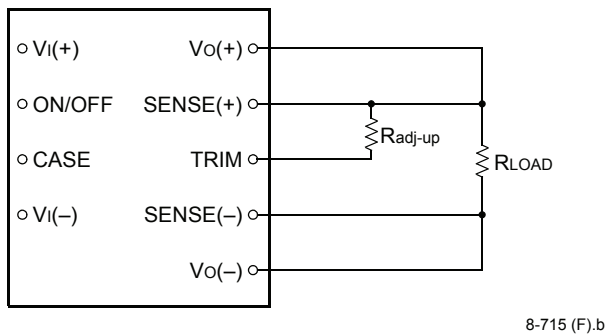 VI(+) VO(+)
ON/OFF SENSE(+)
Radj-up
CASE TRIM RLOAD
VI(–) SENSE(–)
VO(–)
8-715 (F).b